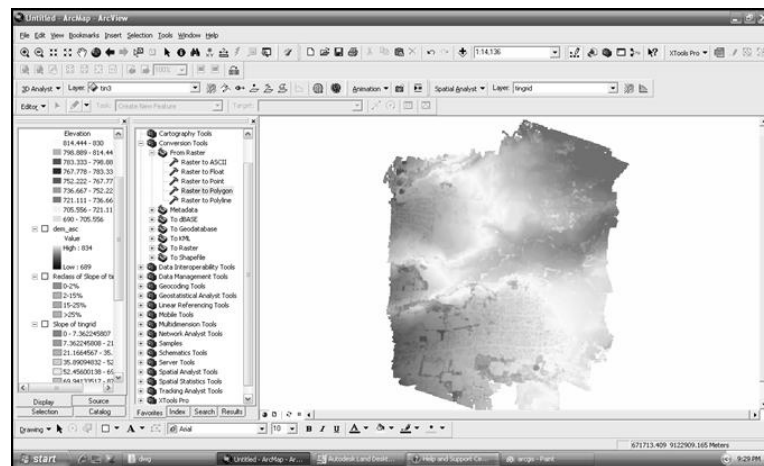 Untitled - ArcMap - ArcView
File Edit View Bookmarks Insert Selection Tools Window Help
1:14,136
XTools Pro
100%
3D Analyst Layer: tin3
Animation
Spatial Analyst Layer: tingrid
Editor Task: Create New Feature Target:
Elevation
814.444 - 830
798.889 - 814.44
783.333 - 798.88
767.778 - 783.33
752.222 - 767.77
736.667 - 752.22
721.111 - 736.66
705.556 - 721.11
690 - 705.556
dem_asc
Value
High : 834
Low : 689
Reclass of Slope of tin
0-2%
2-15%
15-25%
>25%
Slope of tingrid
0 - 7.362245807
7.362245808 - 21
21.1664567 - 35.
35.89094832 - 52
52.45600138 - 69
69.94133517 - 87
Display Source
Selection Catalog
Cartography Tools
Conversion Tools
From Raster
Raster to ASCII
Raster to Float
Raster to Point
Raster to Polygon
Raster to Polyline
Metadata
To dBASE
To Geodatabase
To KML
To Raster
To Shapefile
Data Interoperability Tools
Data Management Tools
Geocoding Tools
Geostatistical Analyst Tools
Linear Referencing Tools
Mobile Tools
Multidimension Tools
Network Analyst Tools
Samples
Schematics Tools
Server Tools
Spatial Analyst Tools
Spatial Statistics Tools
Tracking Analyst Tools
XTools Pro
Favorites Index Search Results
Drawing A Arial 10 B I U A
671713.409 9122909.165 Meters
start dwg Untitled - ArcMap - Arc... Autodesk Land Deskt... Help and Support Ce... arcgis - Paint 9:29 PM